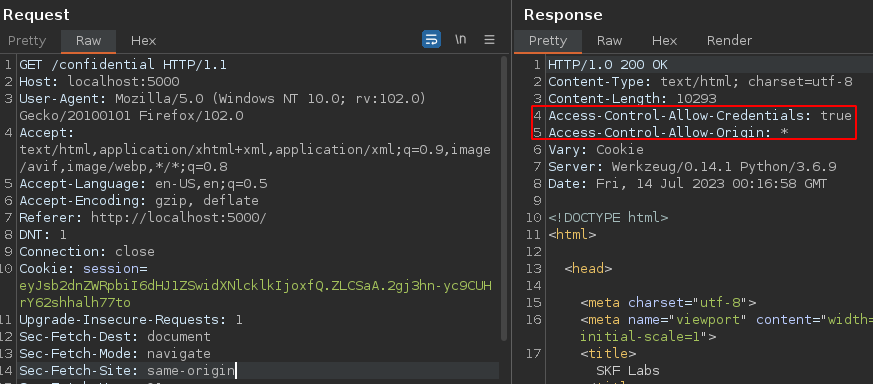 Request
Pretty Raw Hex
\n
1 GET /confidential HTTP/1.1
2 Host: localhost:5000
3 User-Agent: Mozilla/5.0 (Windows NT 10.0; rv:102.0)
Gecko/20100101 Firefox/102.0
4 Accept:
text/html,application/xhtml+xml,application/xml;q=0.9,image
/avif,image/webp,*/*;q=0.8
5 Accept-Language: en-US,en;q=0.5
6 Accept-Encoding: gzip, deflate
7 Referer: http://localhost:5000/
8 DNT: 1
9 Connection: close
10 Cookie: session=
eyJsb2dnZWRpbiI6dHJ1ZSwidXNlcklkIjoxfQ.ZLCSaA.2gj3hn-yc9CUH
rY62shhalh77to
11 Upgrade-Insecure-Requests: 1
12 Sec-Fetch-Dest: document
13 Sec-Fetch-Mode: navigate
14 Sec-Fetch-Site: same-origin
Response
Pretty Raw Hex Render
1 HTTP/1.0 200 OK
2 Content-Type: text/html; charset=utf-8
3 Content-Length: 10293
4 Access-Control-Allow-Credentials: true
5 Access-Control-Allow-Origin: *
6 Vary: Cookie
7 Server: Werkzeug/0.14.1 Python/3.6.9
8 Date: Fri, 14 Jul 2023 00:16:58 GMT
9
10 <!DOCTYPE html>
11 <html>
12
13 <head>
14
15 <meta charset="utf-8">
16 <meta name="viewport" content="width=
initial-scale=1">
17 <title>
SKF Labs